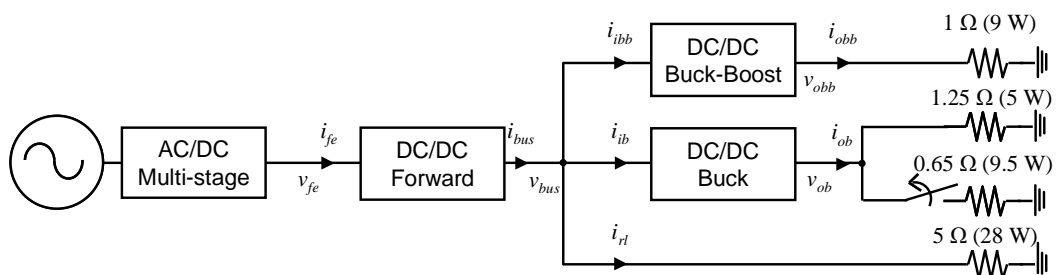 1 Ω (9 W)
i_ibb
DC/DC
Buck-Boost
i_obb
v_obb
1.25 Ω (5 W)
AC/DC
Multi-stage
i_fe
v_fe
DC/DC
Forward
i_bus
v_bus
i_ib
DC/DC
Buck
i_ob
v_ob
0.65 Ω (9.5 W)
i_rl
5 Ω (28 W)